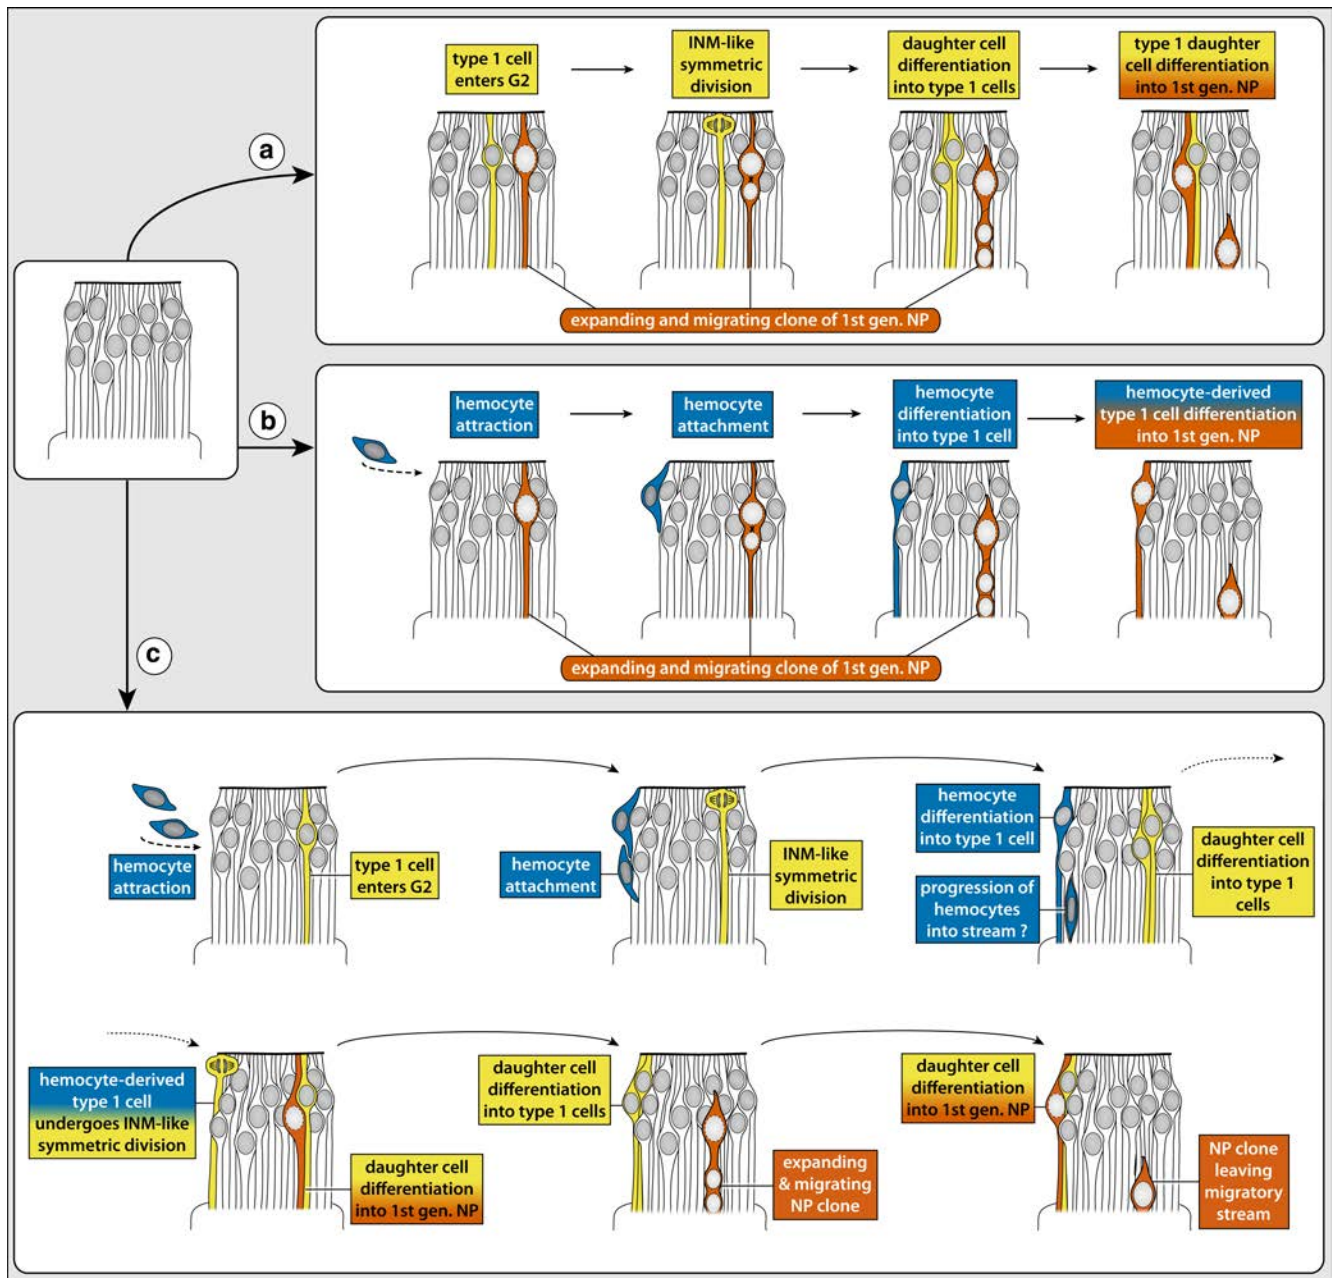 type 1 cell
enters G2
INM-like
symmetric
division
daughter cell
differentiation
into type 1 cells
type 1 daughter
cell differentiation
into 1st gen. NP
a
expanding and migrating clone of 1st gen. NP
b
hemocyte
attraction
hemocyte
attachment
hemocyte
differentiation
into type 1 cell
hemocyte-derived
type 1 cell differentiation
into 1st gen. NP
expanding and migrating clone of 1st gen. NP
c
hemocyte
attraction
type 1 cell
enters G2
hemocyte
attachment
INM-like
symmetric
division
hemocyte
differentiation
into type 1 cell
progression of
hemocytes
into stream ?
daughter cell
differentiation
into type 1
cells
hemocyte-derived
type 1 cell
undergoes INM-like
symmetric division
daughter cell
differentiation
into 1st gen. NP
daughter cell
differentiation
into type 1 cells
expanding
& migrating
NP clone
daughter cell
differentiation
into 1st gen. NP
NP clone
leaving
migratory
stream